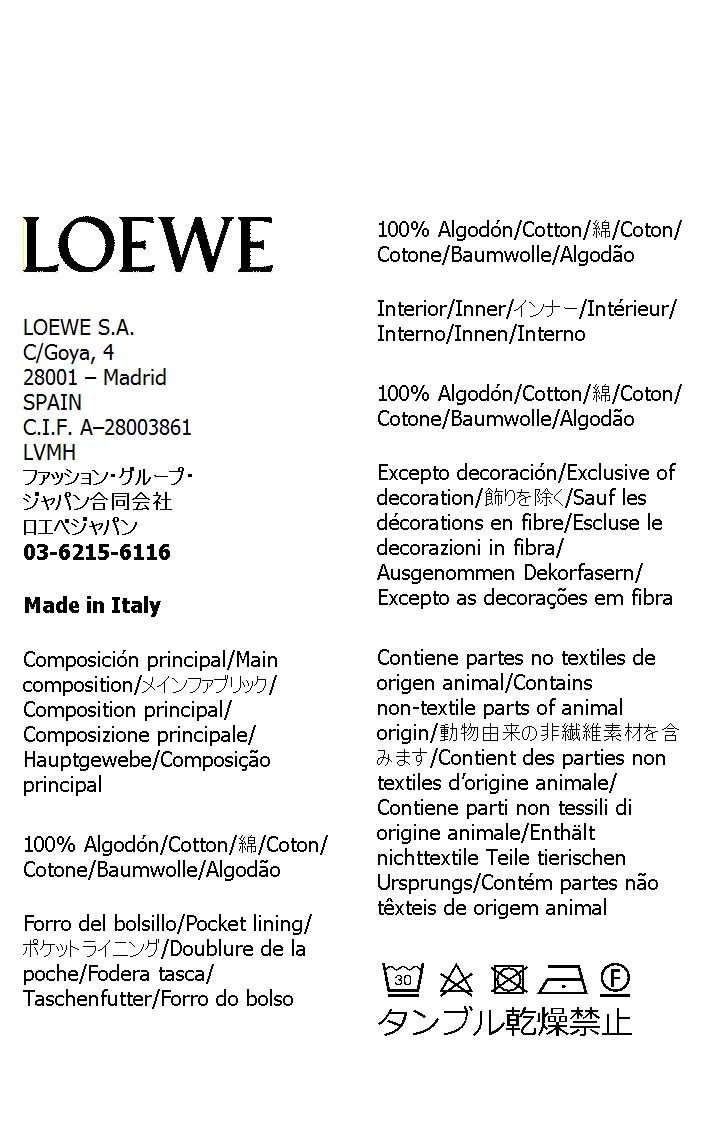 LOEWE
LOEWE S.A.
C/Goya, 4
28001 – Madrid
SPAIN
C.I.F. A–28003861
LVMH
ファッション・グループ・
ジャパン合同会社
ロエベジャパン
03-6215-6116
Made in Italy
Composición principal/Main
composition/メインファブリック/
Composition principal/
Composizione principale/
Hauptgewebe/Composição
principal
100% Algodón/Cotton/綿/Coton/
Cotone/Baumwolle/Algodão
Forro del bolsillo/Pocket lining/
ポケットライニング/Doublure de la
poche/Fodera tasca/
Taschenfutter/Forro do bolso
100% Algodón/Cotton/綿/Coton/
Cotone/Baumwolle/Algodão
Interior/Inner/インナー/Intérieur/
Interno/Innen/Interno
100% Algodón/Cotton/綿/Coton/
Cotone/Baumwolle/Algodão
Excepto decoración/Exclusive of
decoration/飾りを除く/Sauf les
décorations en fibre/Escluse le
decorazioni in fibra/
Ausgenommen Dekorfasern/
Excepto as decorações em fibra
Contiene partes no textiles de
origen animal/Contains
non-textile parts of animal
origin/動物由来の非繊維素材を含
みます/Contient des parties non
textiles d’origine animale/
Contiene parti non tessili di
origine animale/Enthält
nichttextile Teile tierischen
Ursprungs/Contém partes não
têxteis de origem animal
30 F
タンブル乾燥禁止